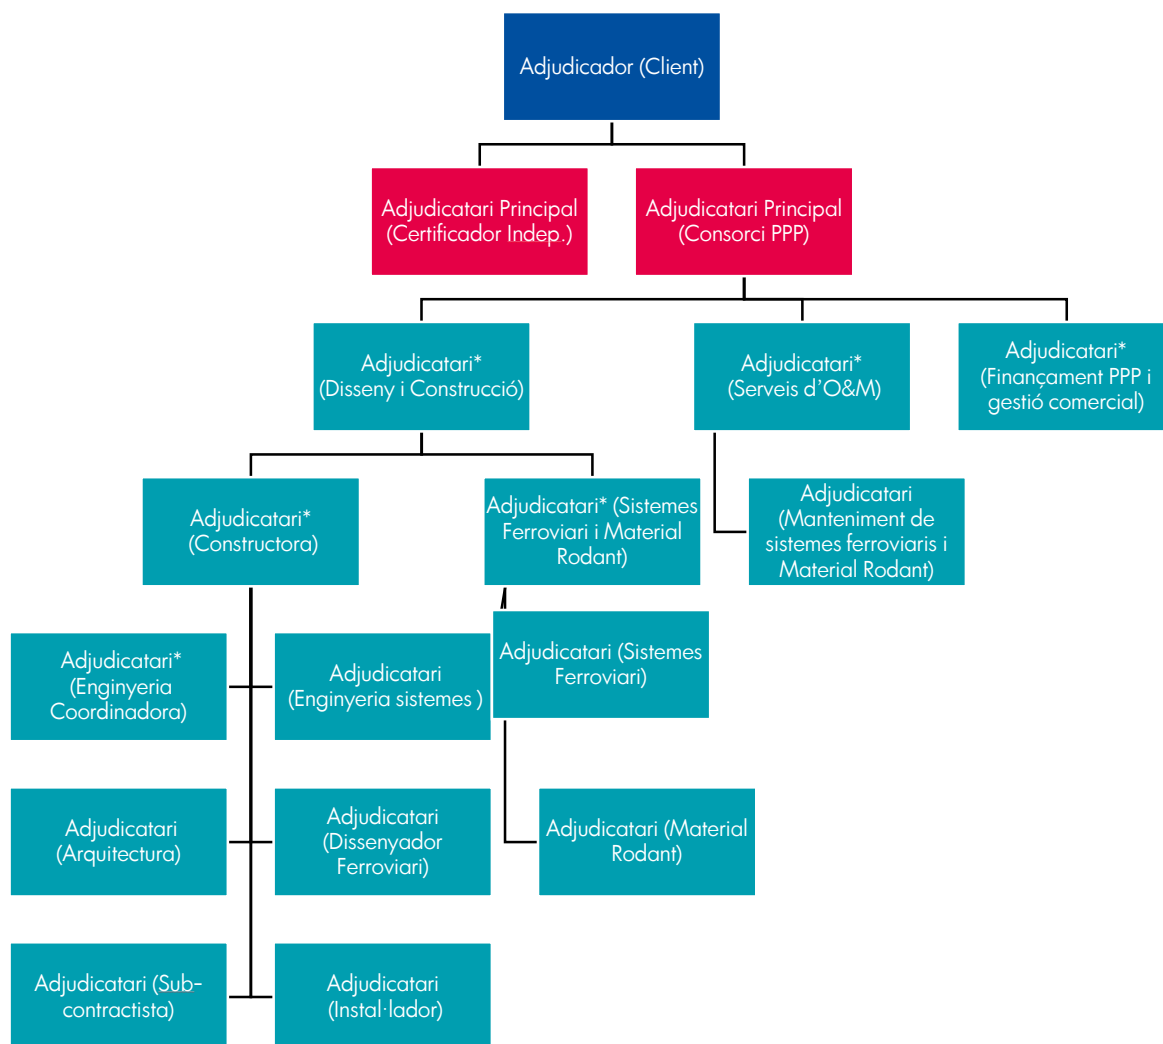 Adjudicador (Client)
Adjudicatari Principal
(Certificador Indep.)
Adjudicatari Principal
(Consorci PPP)
Adjudicatari*
(Disseny i Construcció)
Adjudicatari*
(Serveis d’O&M)
Adjudicatari*
(Finançament PPP i
gestió comercial)
Adjudicatari*
(Constructora)
Adjudicatari* (Sistemes
Ferroviari i Material
Rodant)
Adjudicatari
(Manteniment de
sistemes ferroviaris i
Material Rodant)
Adjudicatari*
(Enginyeria
Coordinadora)
Adjudicatari
(Enginyeria sistemes )
Adjudicatari (Sistemes
Ferroviari)
Adjudicatari
(Arquitectura)
Adjudicatari
(Dissenyador
Ferroviari)
Adjudicatari (Material
Rodant)
Adjudicatari (Sub-
contractista)
Adjudicatari
(Instal·lador)